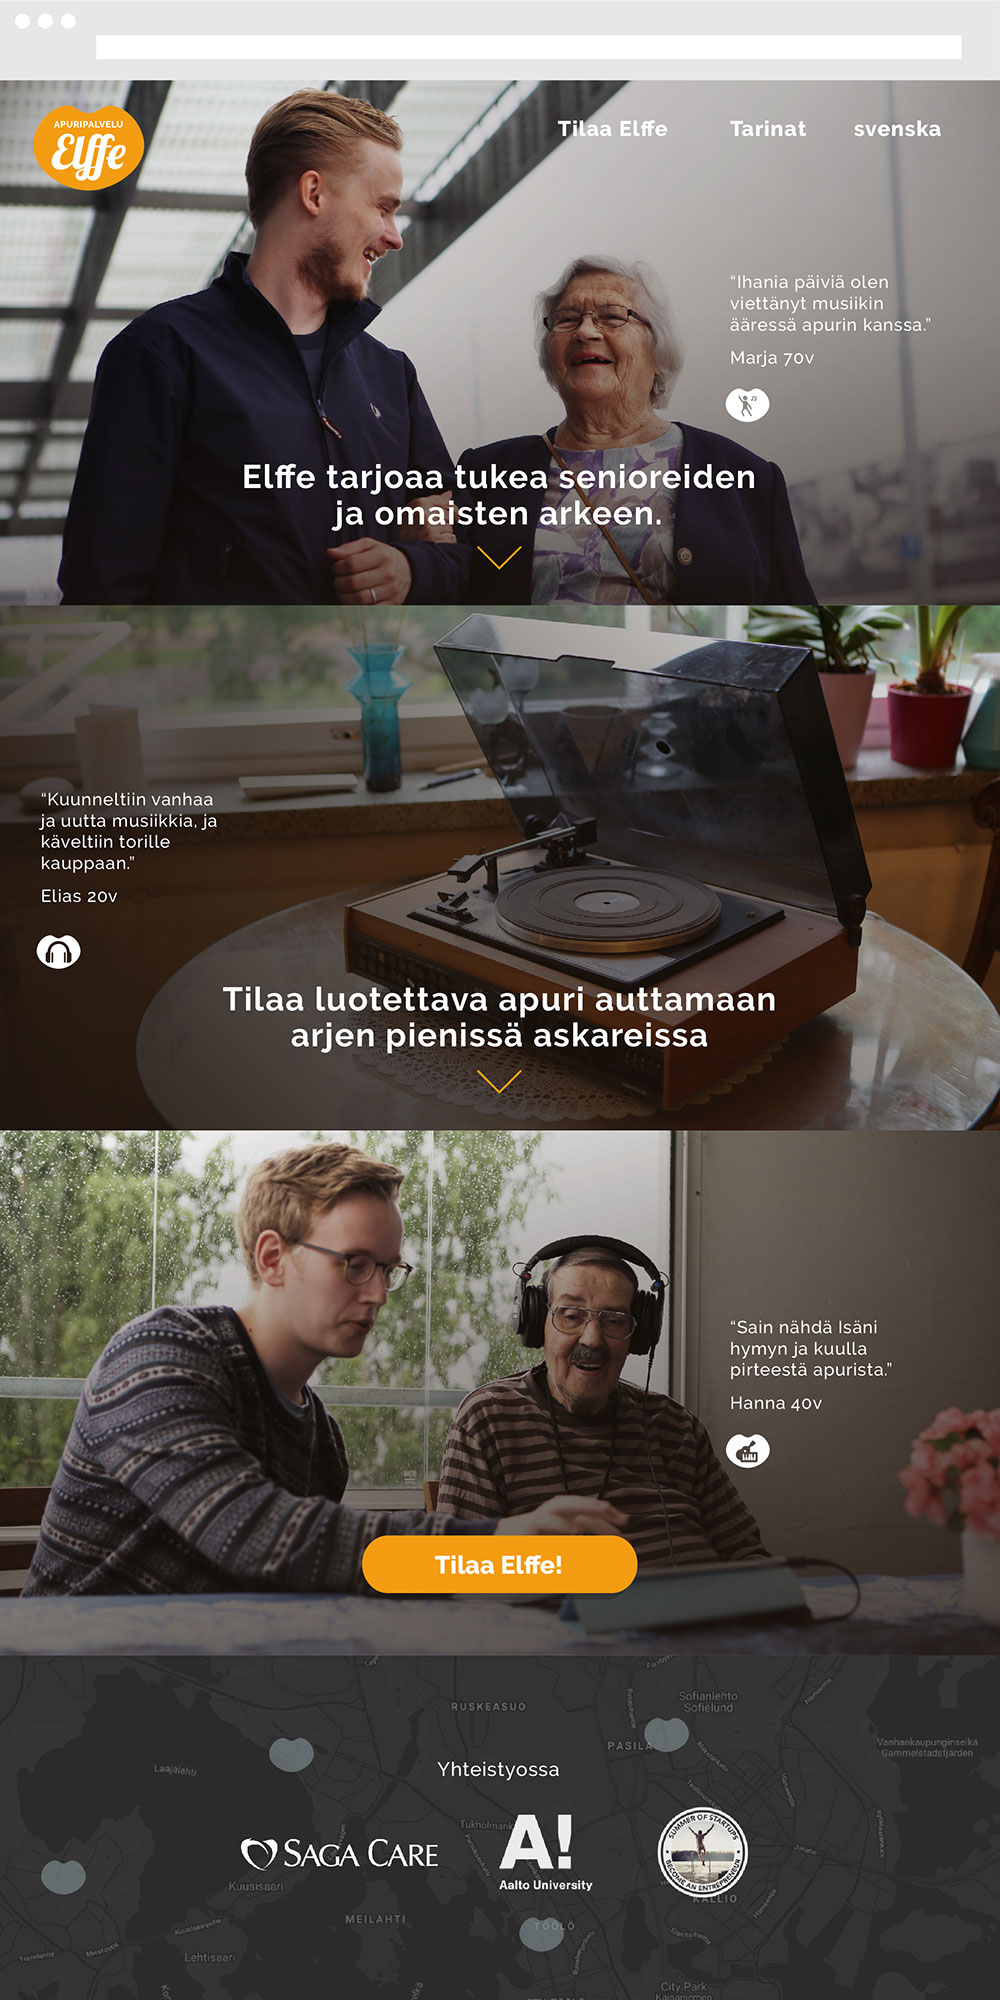 APURIPALVELU
Elffe
Tilaa Elffe
Tarinat
svenska
“Ihania päiviä olen
viettänyt musiikin
ääressä apurin kanssa.”
Marja 70v
Elffe tarjoaa tukea senioreiden
ja omaisten arkeen.
“Kuunneltiin vanhaa
ja uutta musiikkia, ja
käveltiin torille
kauppaan.”
Elias 20v
Tilaa luotettava apuri auttamaan
arjen pienissä askareissa
“Sain nähdä Isäni
hymyn ja kuulla
pirteestä apurista.”
Hanna 40v
Tilaa Elffe!
RUSKEASUO
Sofianlehto
Sofielund
PASILA
Vanhankaupunginselkä
Gammelstadsfjärden
Laajalahti
Yhteistyossa
SAGA CARE
A!
Aalto University
SUMMER OF STARTUPS
BECOME AN ENTREPRENEUR
KALLIO
Kuusisaari
MEILAHTI
TÖÖLÖ
Lehtisaari
City Park